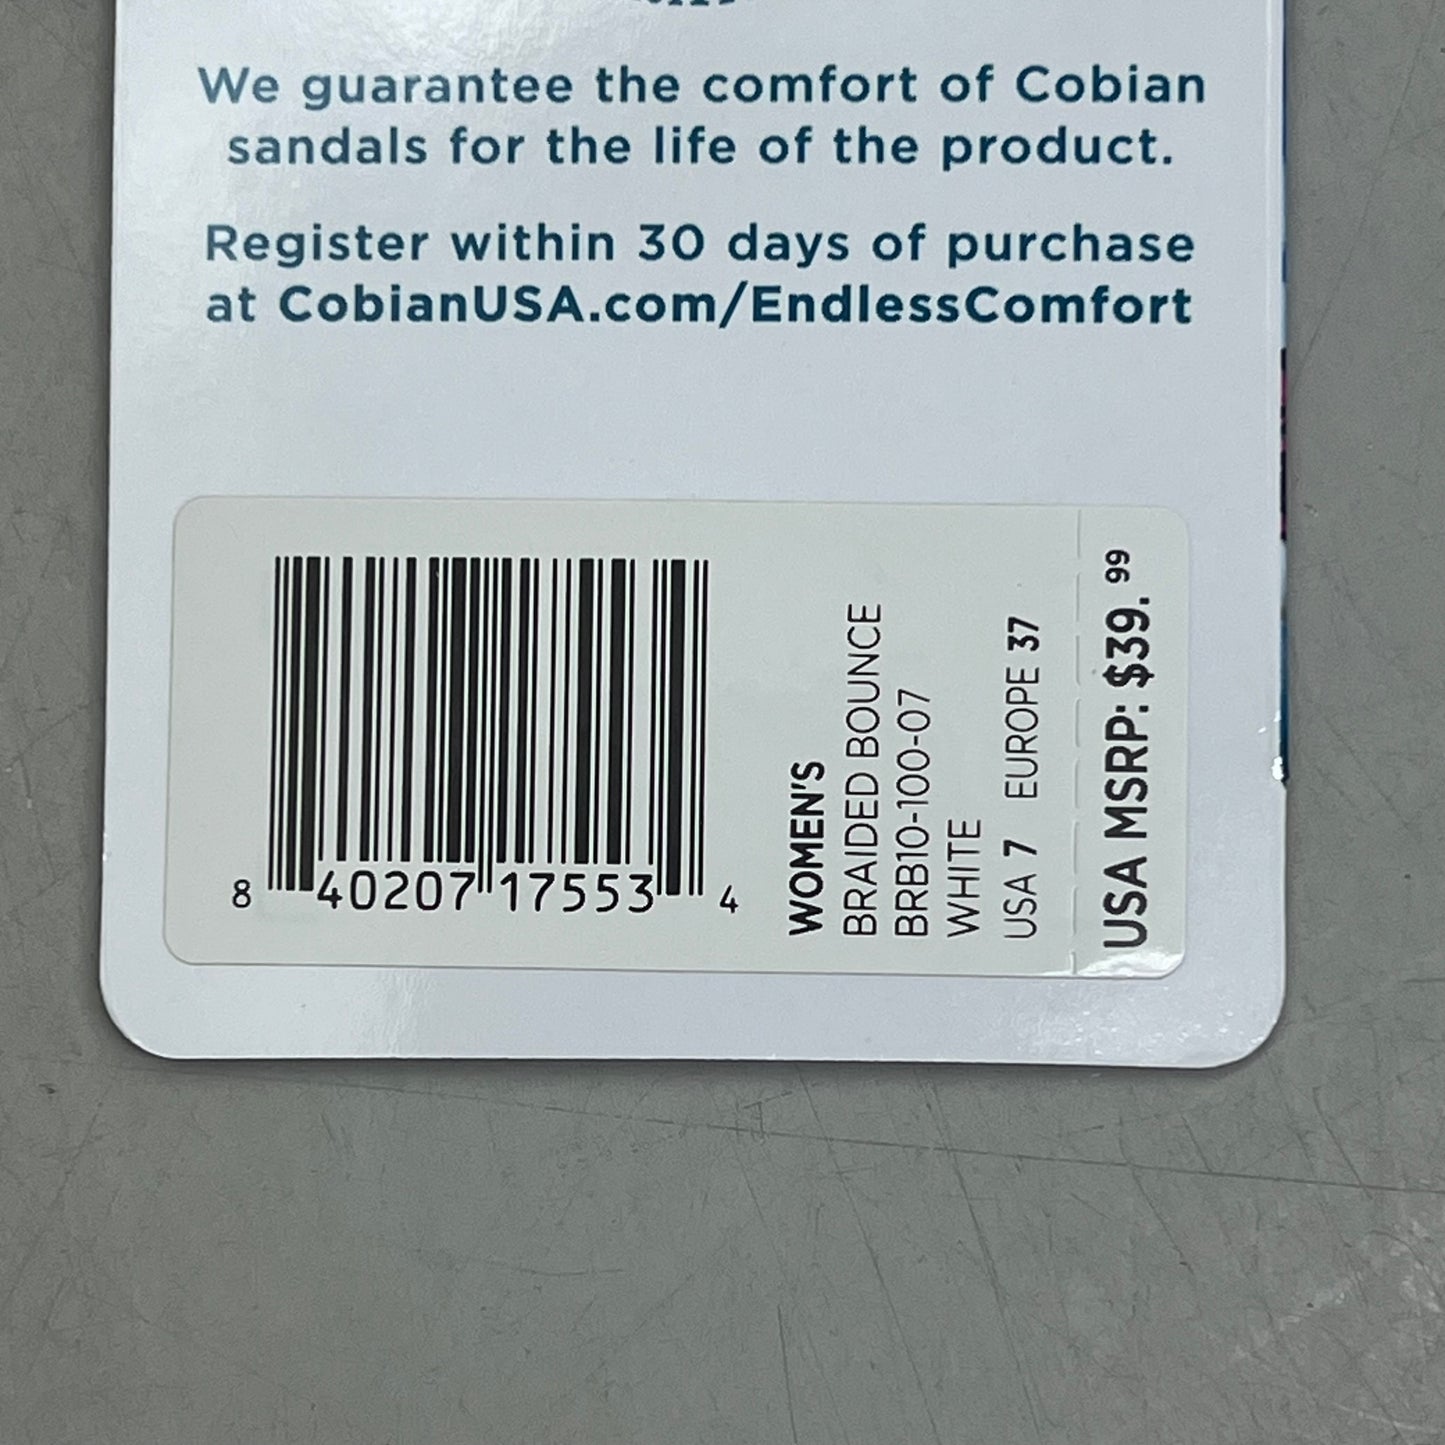 We guarantee the comfort of Cobian
sandals for the life of the product.
Register within 30 days of purchase
at CobianUSA.com/EndlessComfort
8 40207 17553 4
WOMEN'S
BRAIDED BOUNCE
BRB10-100-07
WHITE
USA 7 EUROPE 37
USA MSRP: $39.99